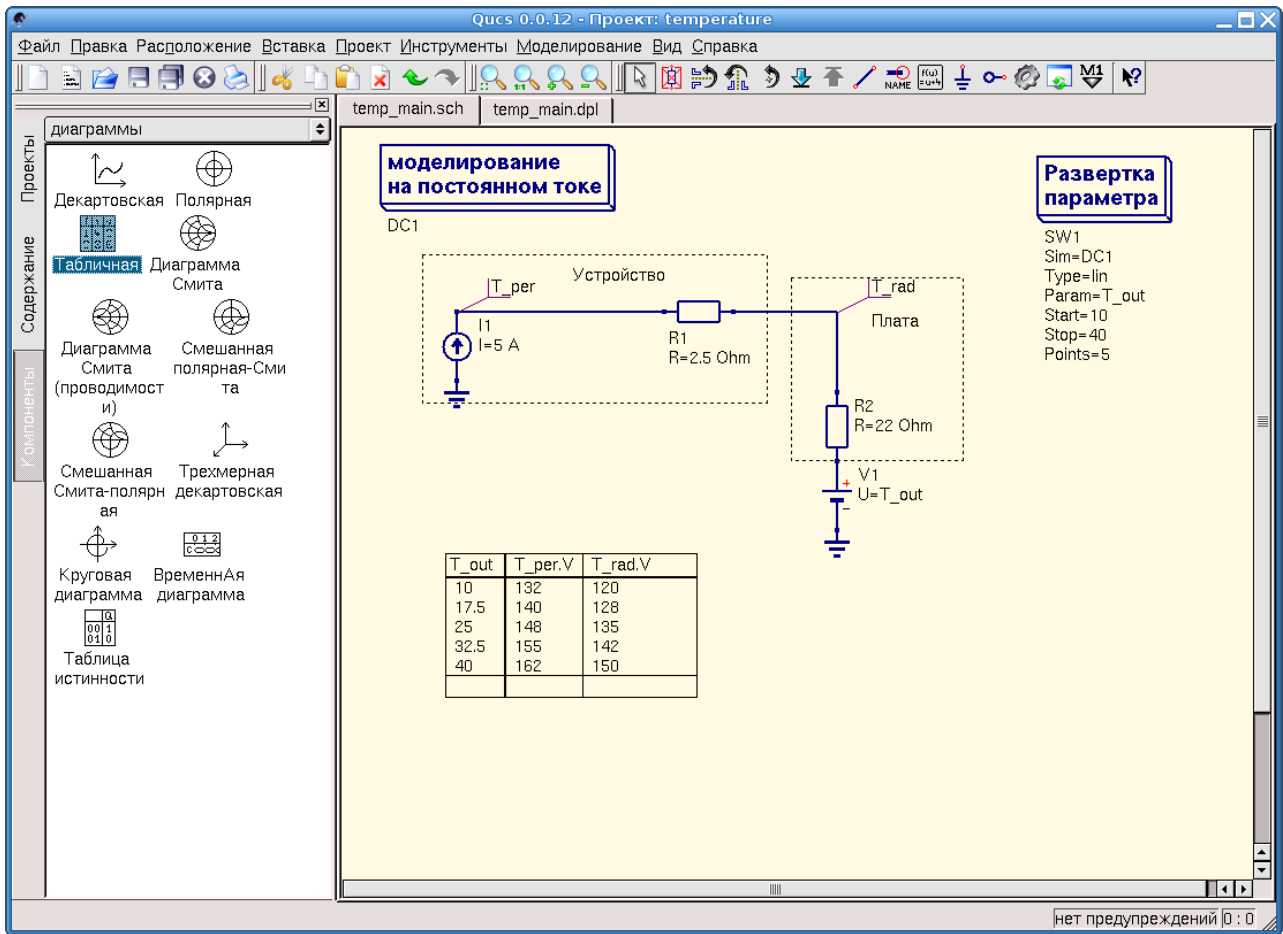 Qucs 0.0.12 - Проект: temperature
Файл Правка Расположение Вставка Проект Инструменты Моделирование Вид Справка
NAME
M1
Проекты
Содержание
Компоненты
диаграммы
Декартовская Полярная
Табличная Диаграмма
Смита
Диаграмма
Смита
(проводимост
и)
Смешанная
полярная-Сми
та
Смешанная
Смита-полярн
ая
Трехмерная
декартовская
Круговая
диаграмма
ВременнАя
диаграмма
Таблица
истинности
temp_main.sch temp_main.dpl
моделирование
на постоянном токе
DC1
Развертка
параметра
SW1
Sim=DC1
Type=lin
Param=T_out
Start=10
Stop=40
Points=5
Устройство
T_per
I1
I=5 A
R1
R=2.5 Ohm
T_rad
Плата
R2
R=22 Ohm
V1
U=T_out
+
−
T_out T_per.V T_rad.V
10 132 120
17.5 140 128
25 148 135
32.5 155 142
40 162 150
нет предупреждений 0 : 0